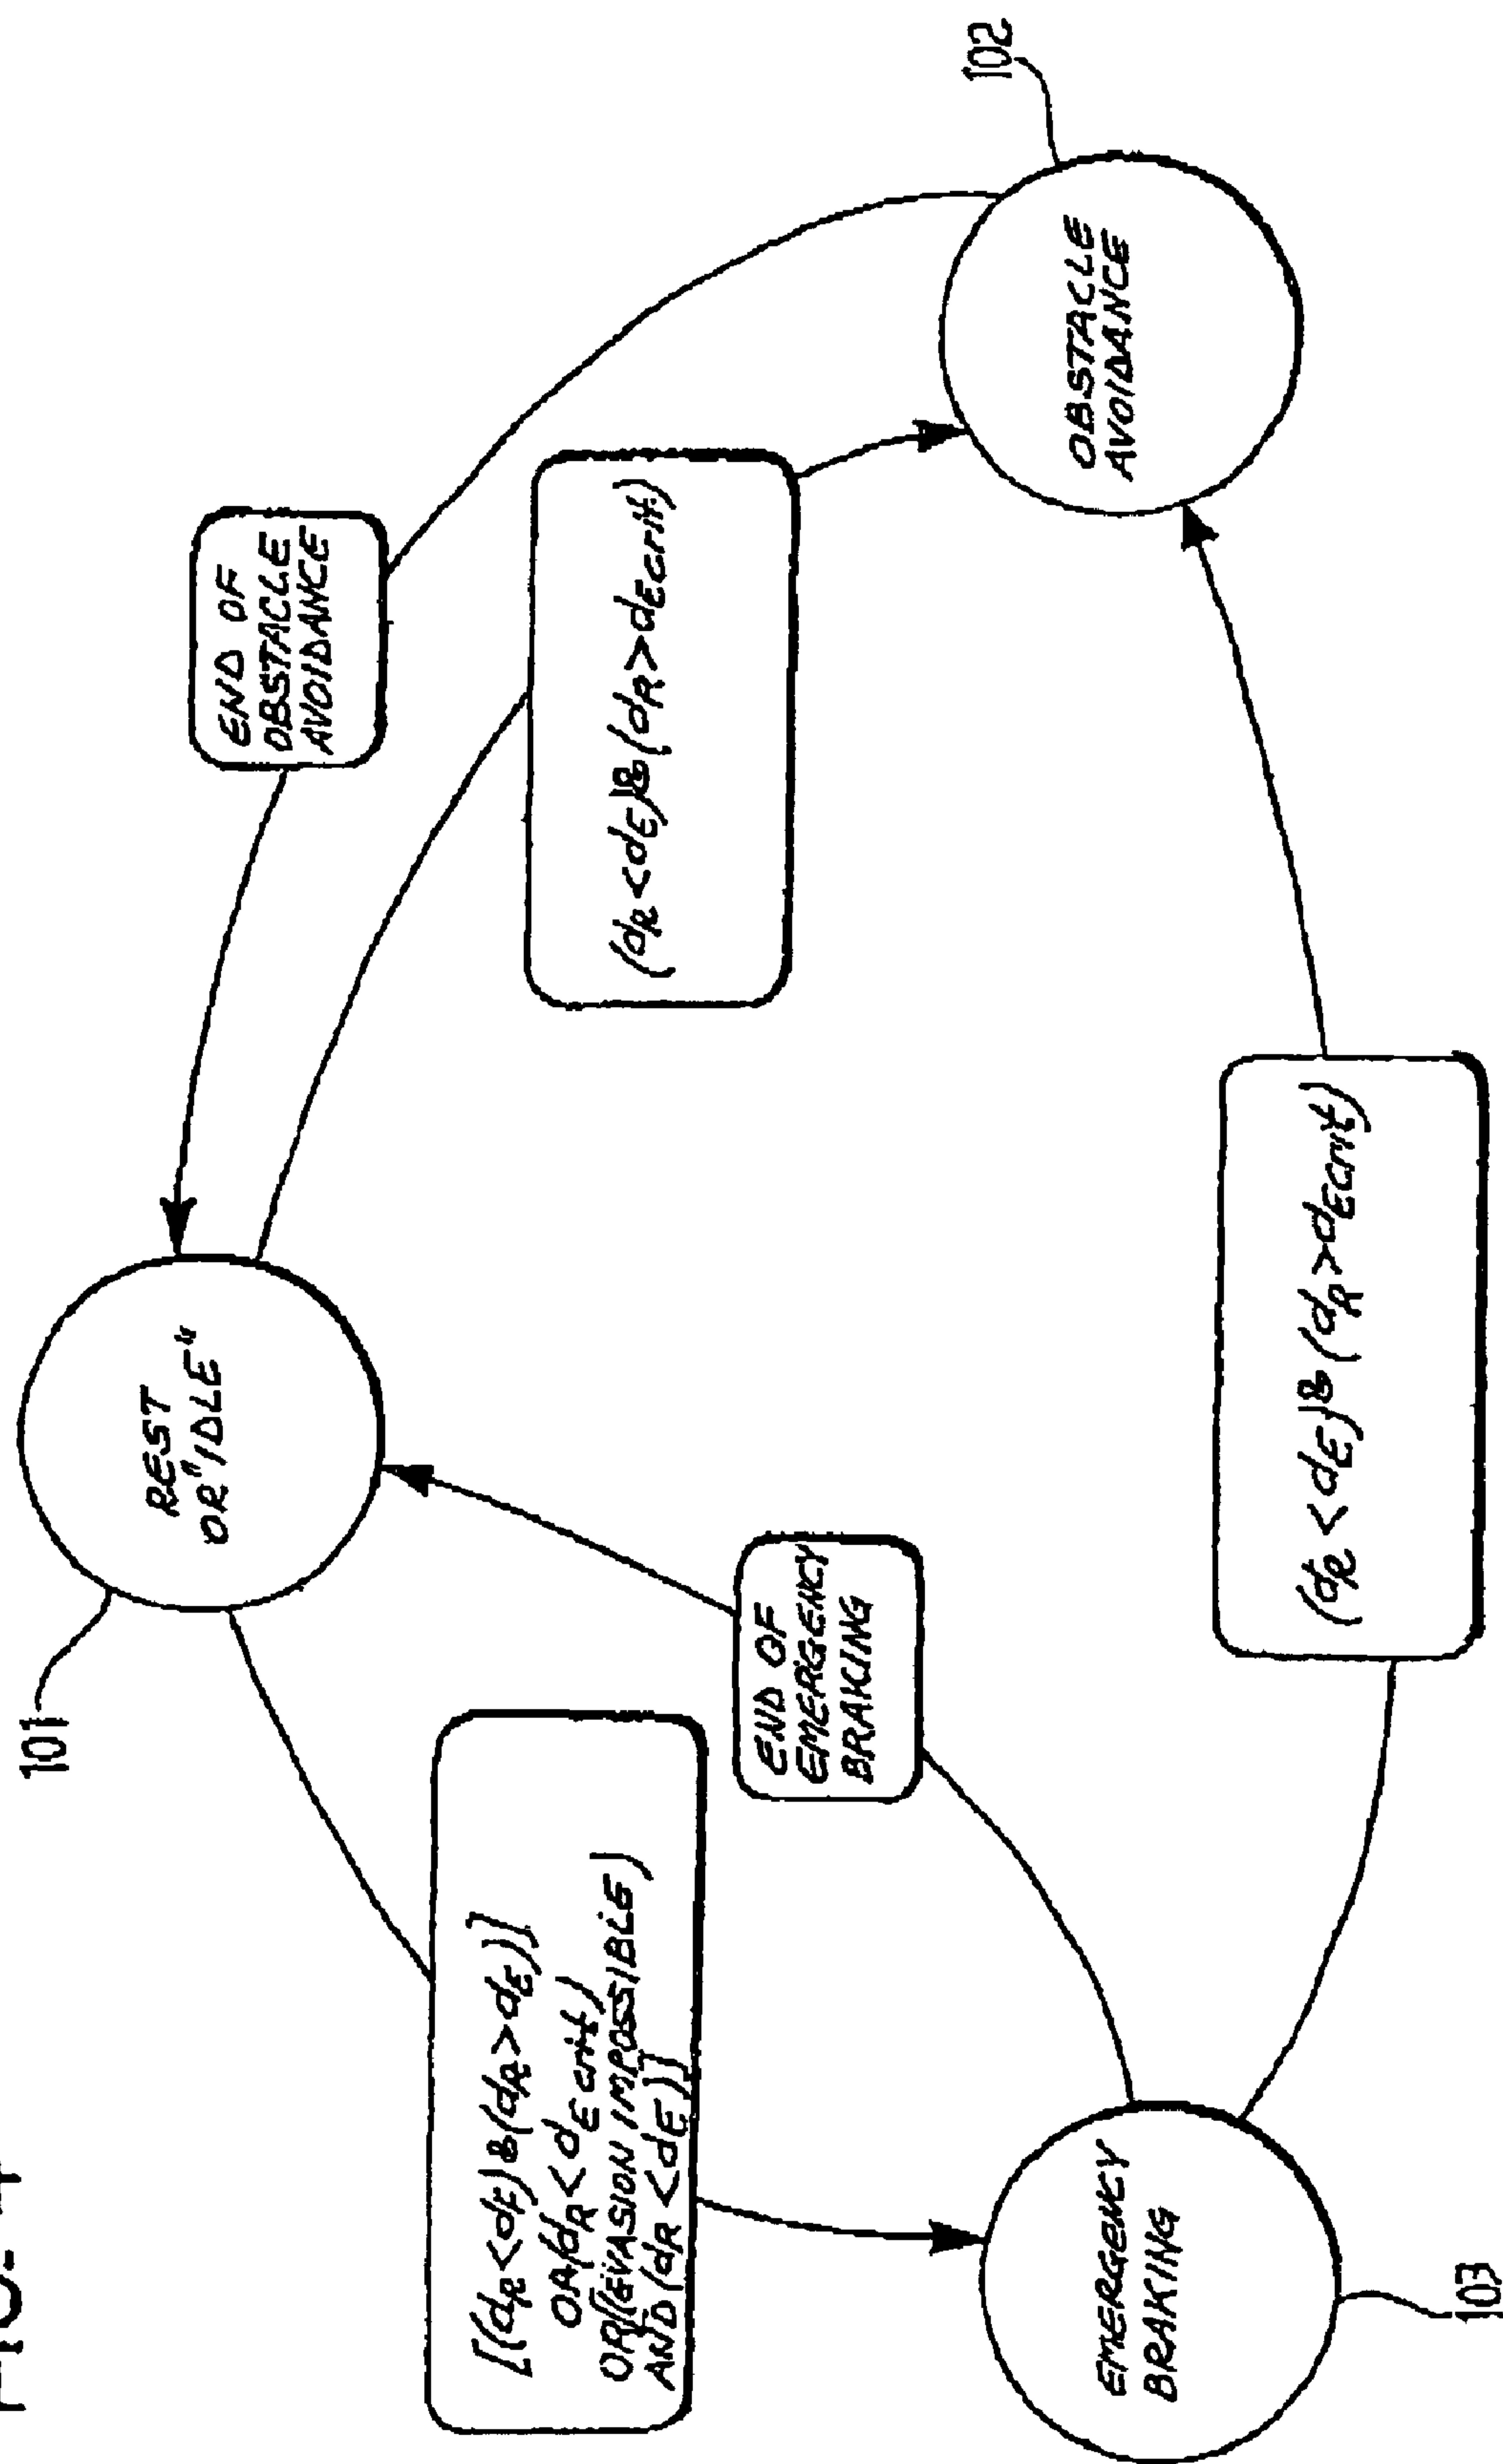 101
REST
OR "IDLE"
END OF
OBSTACLE
AVOIDANCE
[(dR<dF)&(dR>dE)]
OR(dR<dEcrit)
OR[(EVASION IMPOSSIBLE)
AND(dR<dE)]
(dR<dE)&(dR>dEcrit)
END OF
EMERGENCY
BRAKING
EMERGENCY
BRAKING
103
(dR<dE)&(dR>dEcrit)
OBSTACLE
AVOIDANCE
102